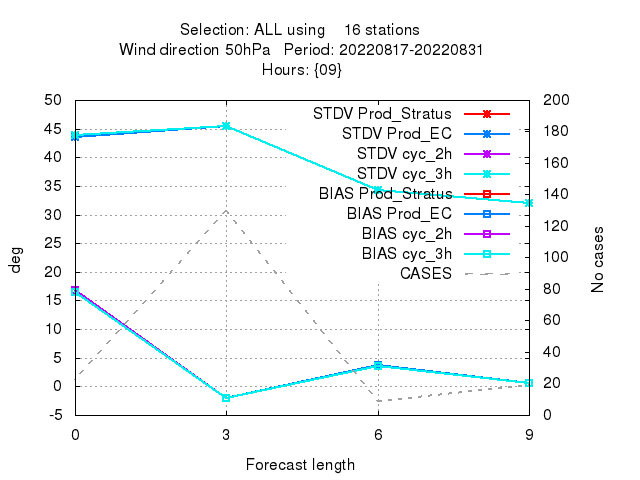 Selection: ALL using    16 stations
Wind direction 50hPa   Period: 20220817-20220831
Hours: {09}
50
45
40
35
30
25
20
15
10
5
0
-5
deg
200
180
160
140
120
100
80
60
40
20
0
No cases
STDV Prod_Stratus
STDV Prod_EC
STDV cyc_2h
STDV cyc_3h
BIAS Prod_Stratus
BIAS Prod_EC
BIAS cyc_2h
BIAS cyc_3h
CASES
0 3 6 9
Forecast length